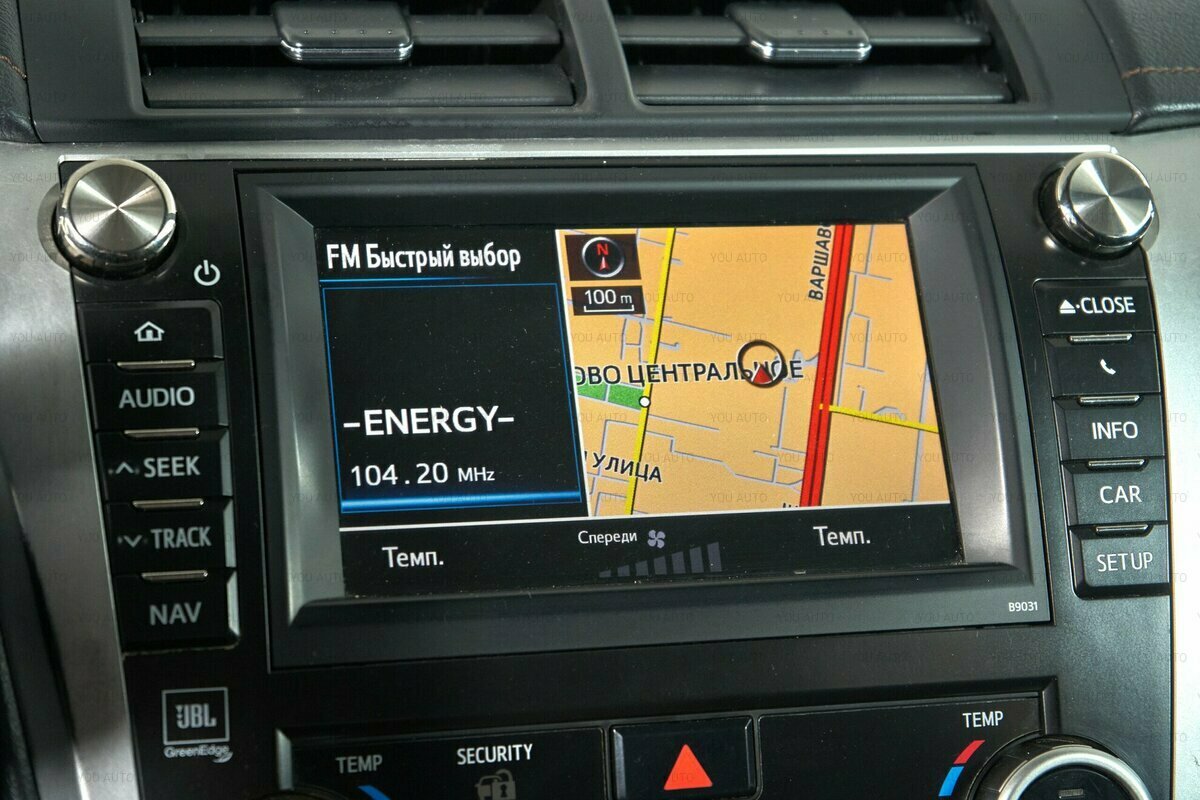 AUDIO
SEEK
TRACK
NAV
JBL
GreenEdge
FM Быстрый выбор
-ENERGY-
104.20 MHz
N
100 m
ВАРШАВ
ОВО ЦЕНТРАЛЬНОЕ
УЛИЦА
Темп.
Спереди
Темп.
B9031
CLOSE
INFO
CAR
SETUP
TEMP
SECURITY
TEMP
YOU AUTO